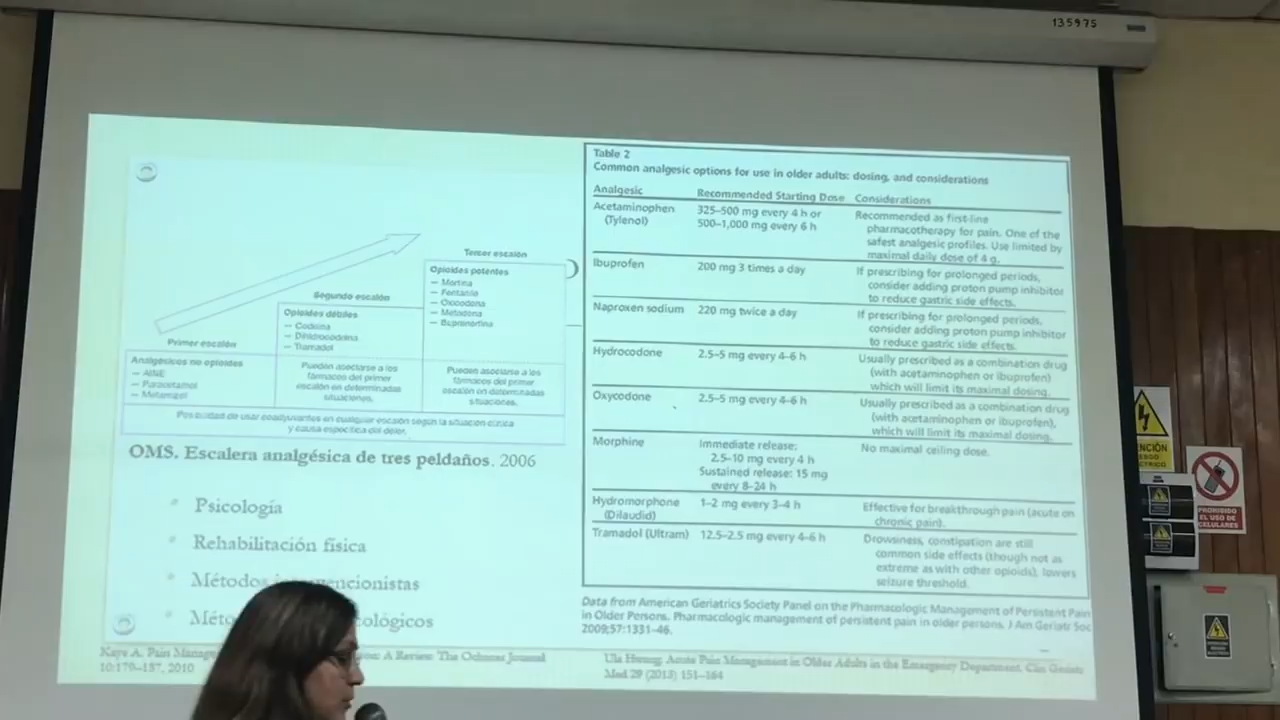 135975
Tercer escalón
Opioides potentes
— Morfina
— Fentanilo
— Oxicodona
— Metadona
— Buprenorfina
Segundo escalón
Opioides débiles
— Codeína
— Dihidrocodeína
— Tramadol
Primer escalón
Analgésicos no opioides
— AINE
— Paracetamol
— Metamizol
Pueden asociarse a los
fármacos del primer
escalón en determinadas
situaciones.
Pueden asociarse a los
fármacos del primer
escalón en determinadas
situaciones.
Posibilidad de usar coadyuvantes en cualquier escalón según la situación clínica
y causa específica del dolor.
OMS. Escalera analgésica de tres peldaños. 2006
Psicología
Rehabilitación física
Métodos
Kaye A. Pain
A Review. The Ochsner Journal
10:179–187, 2010
Table 2
Common analgesic options for use in older adults: dosing, and considerations
Analgesic Recommended Starting Dose Considerations
Acetaminophen
(Tylenol)
325–500 mg every 4 h or
500–1,000 mg every 6 h
Recommended as first-line
pharmacotherapy for pain. One of the
safest analgesic profiles. Use limited by
maximal daily dose of 4 g.
Ibuprofen 200 mg 3 times a day
If prescribing for prolonged periods,
consider adding proton pump inhibitor
to reduce gastric side effects.
Naproxen sodium 220 mg twice a day
If prescribing for prolonged periods,
consider adding proton pump inhibitor
to reduce gastric side effects.
Hydrocodone 2.5–5 mg every 4–6 h
Usually prescribed as a combination drug
(with acetaminophen or ibuprofen)
which will limit its maximal dosing.
Oxycodone 2.5–5 mg every 4–6 h
Usually prescribed as a combination drug
(with acetaminophen or ibuprofen),
which will limit its maximal dosing.
Morphine
Immediate release:
2.5–10 mg every 4 h
Sustained release: 15 mg
every 8–24 h
No maximal ceiling dose.
Hydromorphone
(Dilaudid)
1–2 mg every 3–4 h
Effective for breakthrough pain (acute on
chronic pain).
Tramadol (Ultram) 12.5–2.5 mg every 4–6 h
Drowsiness, constipation are still
common side effects (though not as
extreme as with other opioids), lowers
seizure threshold.
Data from American Geriatrics Society Panel on the Pharmacologic Management of Persistent Pain
in Older Persons. Pharmacologic management of persistent pain in older persons. J Am Geriatr Soc
2009;57:1331–46.
Ula Hwang. Acute Pain Management in Older Adults in the Emergency Department. Clin Geriatr
Med 29 (2013) 151–164
PROHIBIDO
EL USO DE
CELULARES